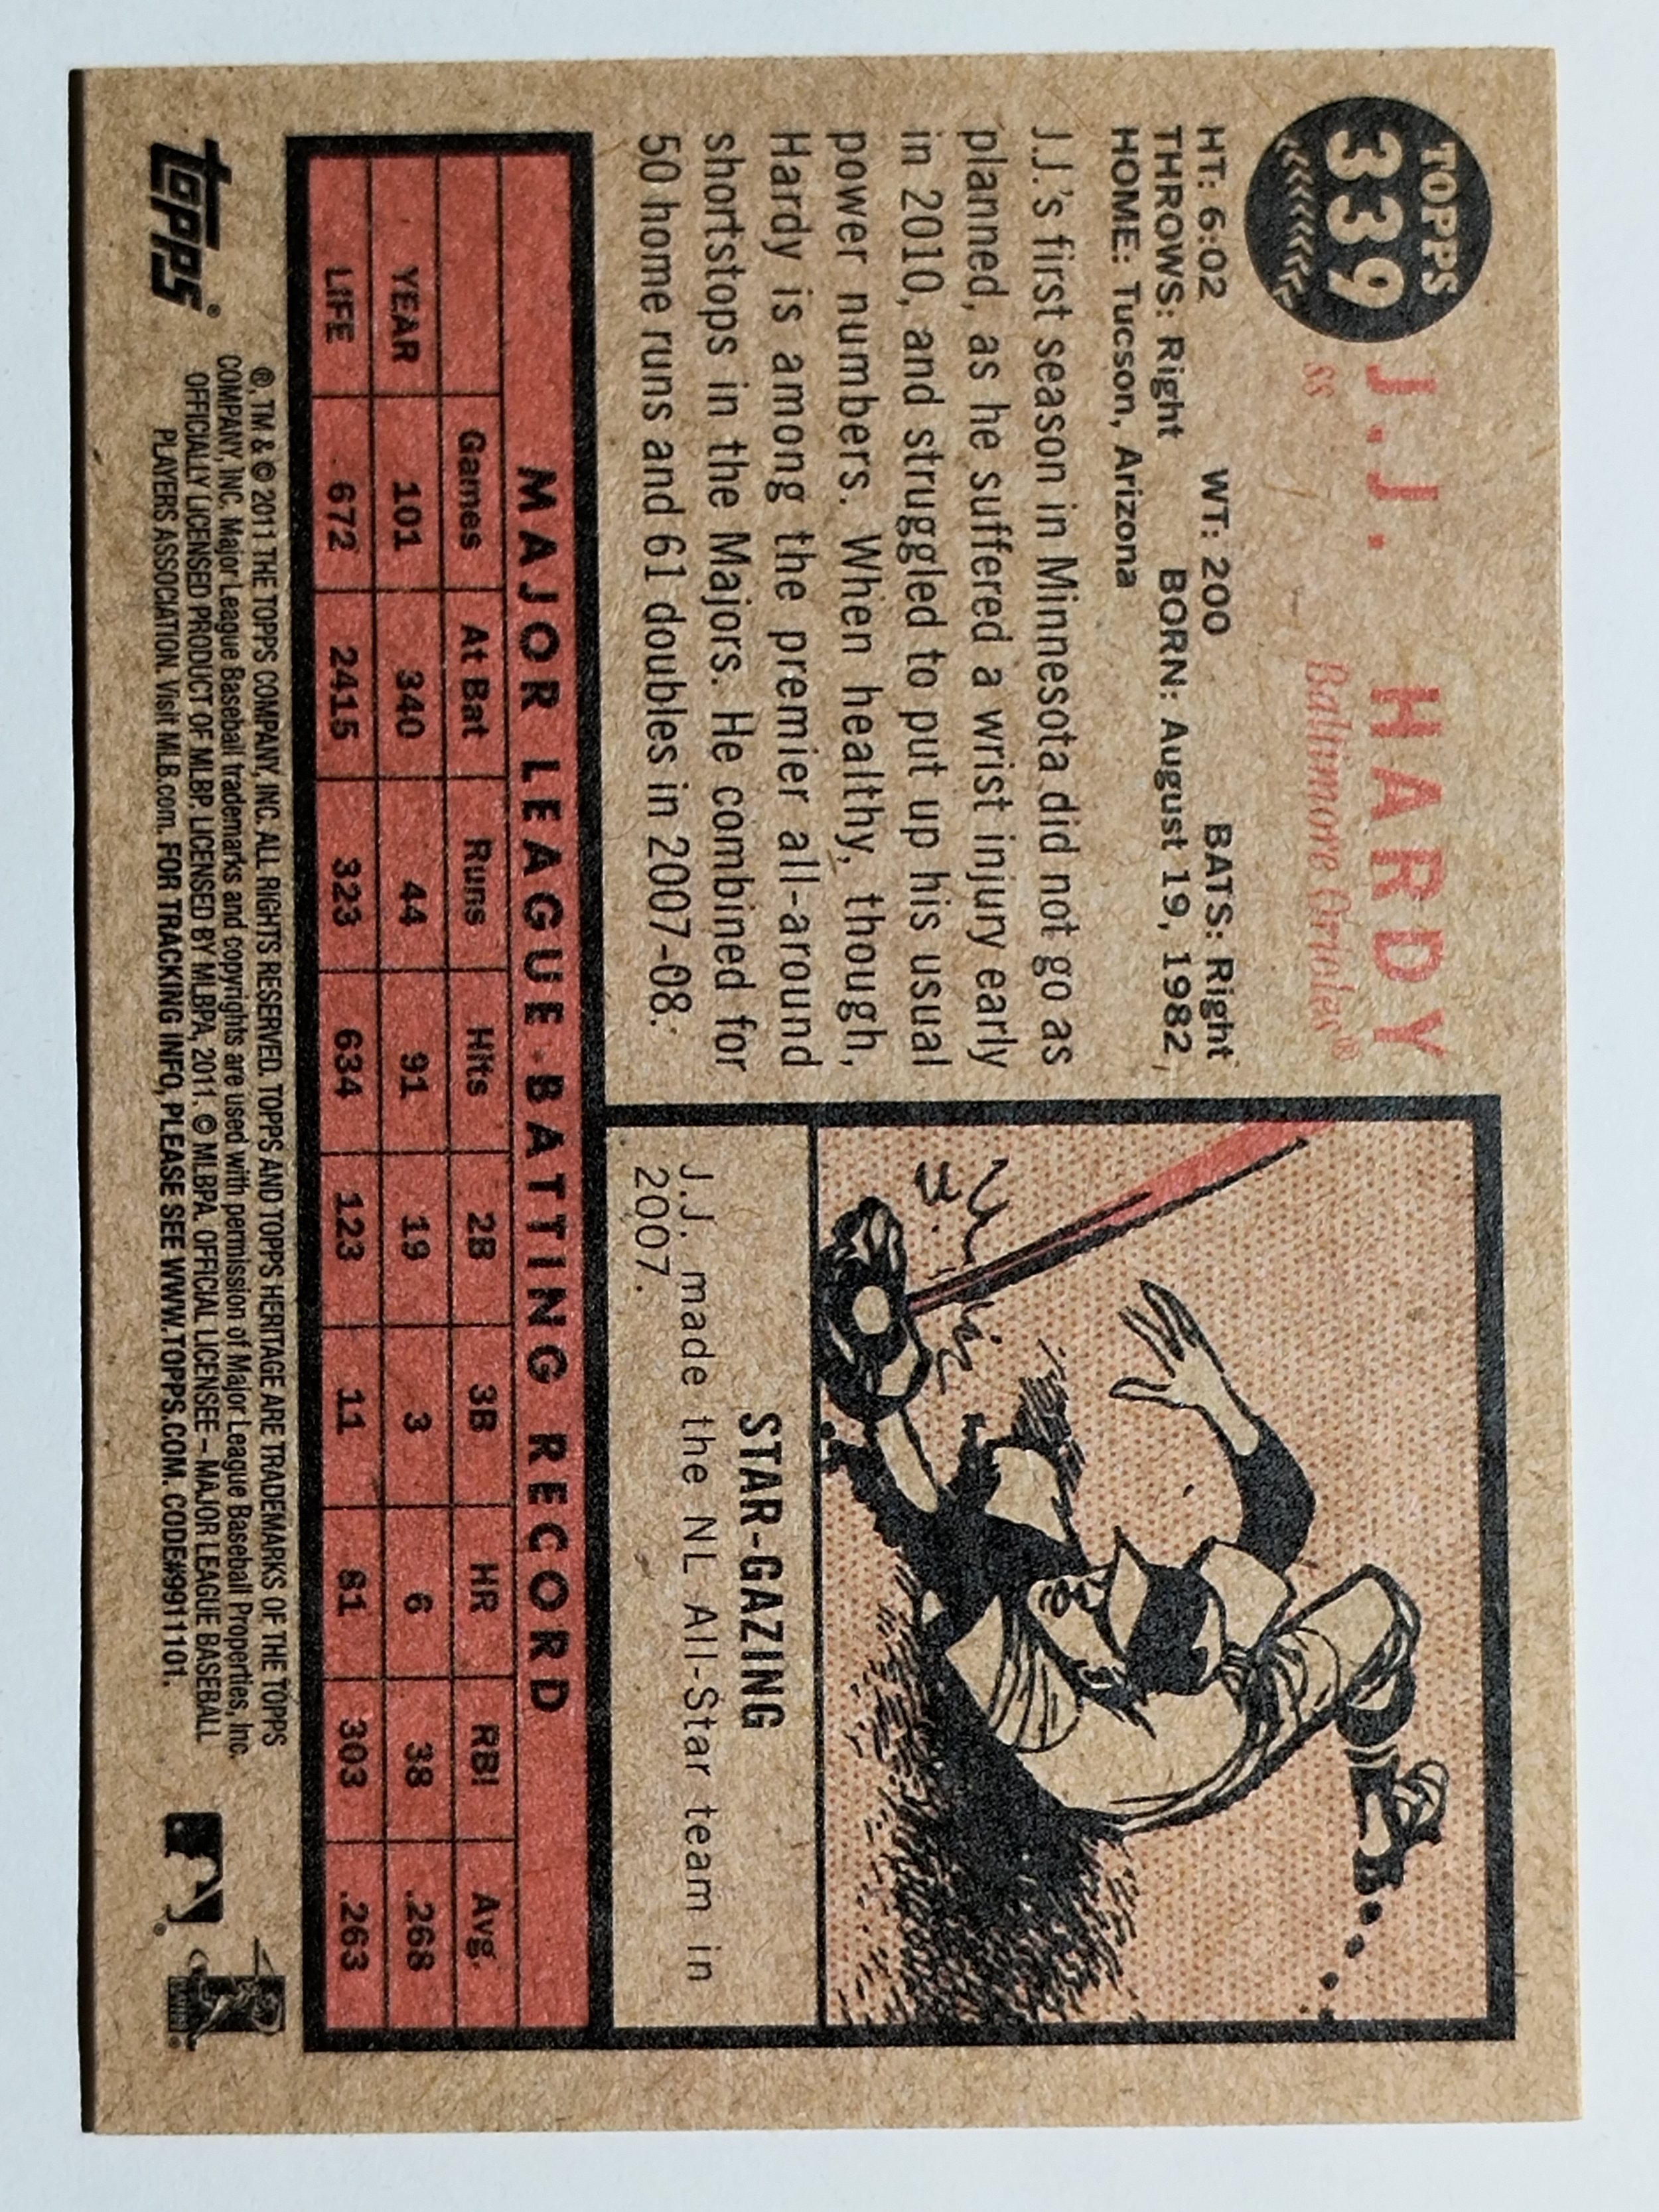 TOPPS
339
J.J. HARDY
SS Baltimore Orioles®
HT: 6:02 WT: 200 BATS: Right
THROWS: Right BORN: August 19, 1982
HOME: Tucson, Arizona
J.J.'s first season in Minnesota did not go as
planned, as he suffered a wrist injury early
in 2010, and struggled to put up his usual
power numbers. When healthy, though,
Hardy is among the premier all-around
shortstops in the Majors. He combined for
50 home runs and 61 doubles in 2007-08.
STAR-GAZING
J.J. made the NL All-Star team in
2007.
MAJOR LEAGUE BATTING RECORD
Games At Bat Runs Hits 2B 3B HR RBI Avg.
YEAR 101 340 44 91 19 3 6 38 .268
LIFE 672 2415 323 634 123 11 81 303 .263
topps®
®, TM & © 2011 THE TOPPS COMPANY, INC. ALL RIGHTS RESERVED. TOPPS AND TOPPS HERITAGE ARE TRADEMARKS OF THE TOPPS
COMPANY, INC. Major League Baseball trademarks and copyrights are used with permission of Major League Baseball Properties, Inc.
OFFICIALLY LICENSED PRODUCT OF MLBP. LICENSED BY MLBPA, 2011. © MLBPA. OFFICIAL LICENSEE – MAJOR LEAGUE BASEBALL
PLAYERS ASSOCIATION. Visit MLB.com. FOR TRACKING INFO, PLEASE SEE WWW.TOPPS.COM. CODE#9911101.